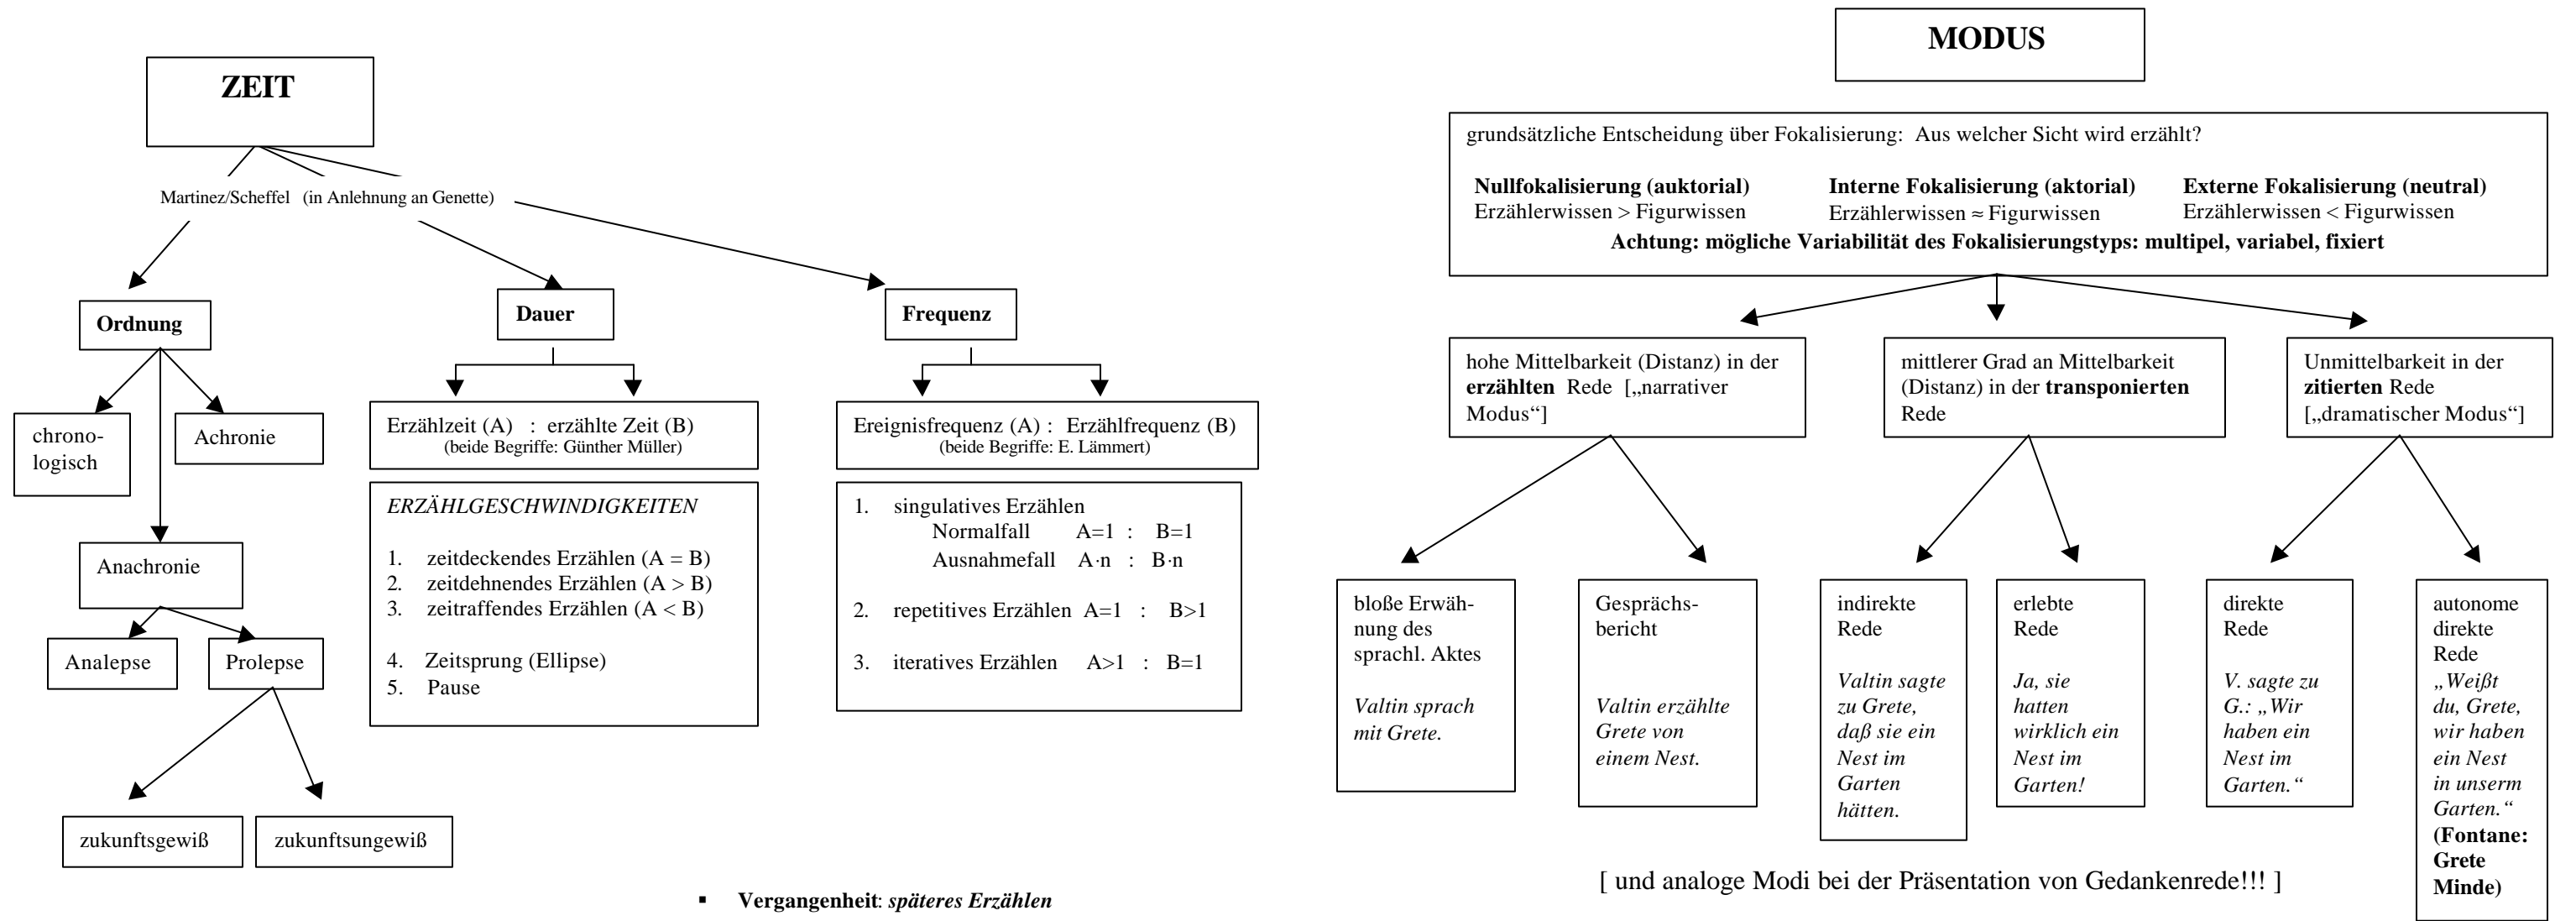 ZEIT
Martinez/Scheffel (in Anlehnung an Genette)
Ordnung
Dauer
Frequenz
chrono-
logisch
Achronie
Anachronie
Analepse
Prolepse
zukunftsgewiß
zukunftsungewiß
Erzählzeit (A) : erzählte Zeit (B)
(beide Begriffe: Günther Müller)
ERZÄHLGESCHWINDIGKEITEN
1. zeitdeckendes Erzählen (A = B)
2. zeitdehnendes Erzählen (A > B)
3. zeitraffendes Erzählen (A < B)
4. Zeitsprung (Ellipse)
5. Pause
Ereignisfrequenz (A) : Erzählfrequenz (B)
(beide Begriffe: E. Lämmert)
1. singulatives Erzählen
Normalfall A=1 : B=1
Ausnahmefall A·n : B·n
2. repetitives Erzählen A=1 : B>1
3. iteratives Erzählen A>1 : B=1
▪ Vergangenheit: späteres Erzählen
MODUS
grundsätzliche Entscheidung über Fokalisierung: Aus welcher Sicht wird erzählt?
Nullfokalisierung (auktorial) Interne Fokalisierung (aktorial) Externe Fokalisierung (neutral)
Erzählerwissen > Figurwissen Erzählerwissen ≈ Figurwissen Erzählerwissen < Figurwissen
Achtung: mögliche Variabilität des Fokalisierungstyps: multipel, variabel, fixiert
hohe Mittelbarkeit (Distanz) in der
erzählten Rede [„narrativer
Modus“]
mittlerer Grad an Mittelbarkeit
(Distanz) in der transponierten
Rede
Unmittelbarkeit in der
zitierten Rede
[„dramatischer Modus“]
bloße Erwäh-
nung des
sprachl. Aktes
Valtin sprach
mit Grete.
Gesprächs-
bericht
Valtin erzählte
Grete von
einem Nest.
indirekte
Rede
Valtin sagte
zu Grete,
daß sie ein
Nest im
Garten
hätten.
erlebte
Rede
Ja, sie
hatten
wirklich ein
Nest im
Garten!
direkte
Rede
V. sagte zu
G.: „Wir
haben ein
Nest im
Garten.“
autonome
direkte
Rede
„Weißt
du, Grete,
wir haben
ein Nest
in unserm
Garten.“
(Fontane:
Grete
Minde)
[ und analoge Modi bei der Präsentation von Gedankenrede!!! ]